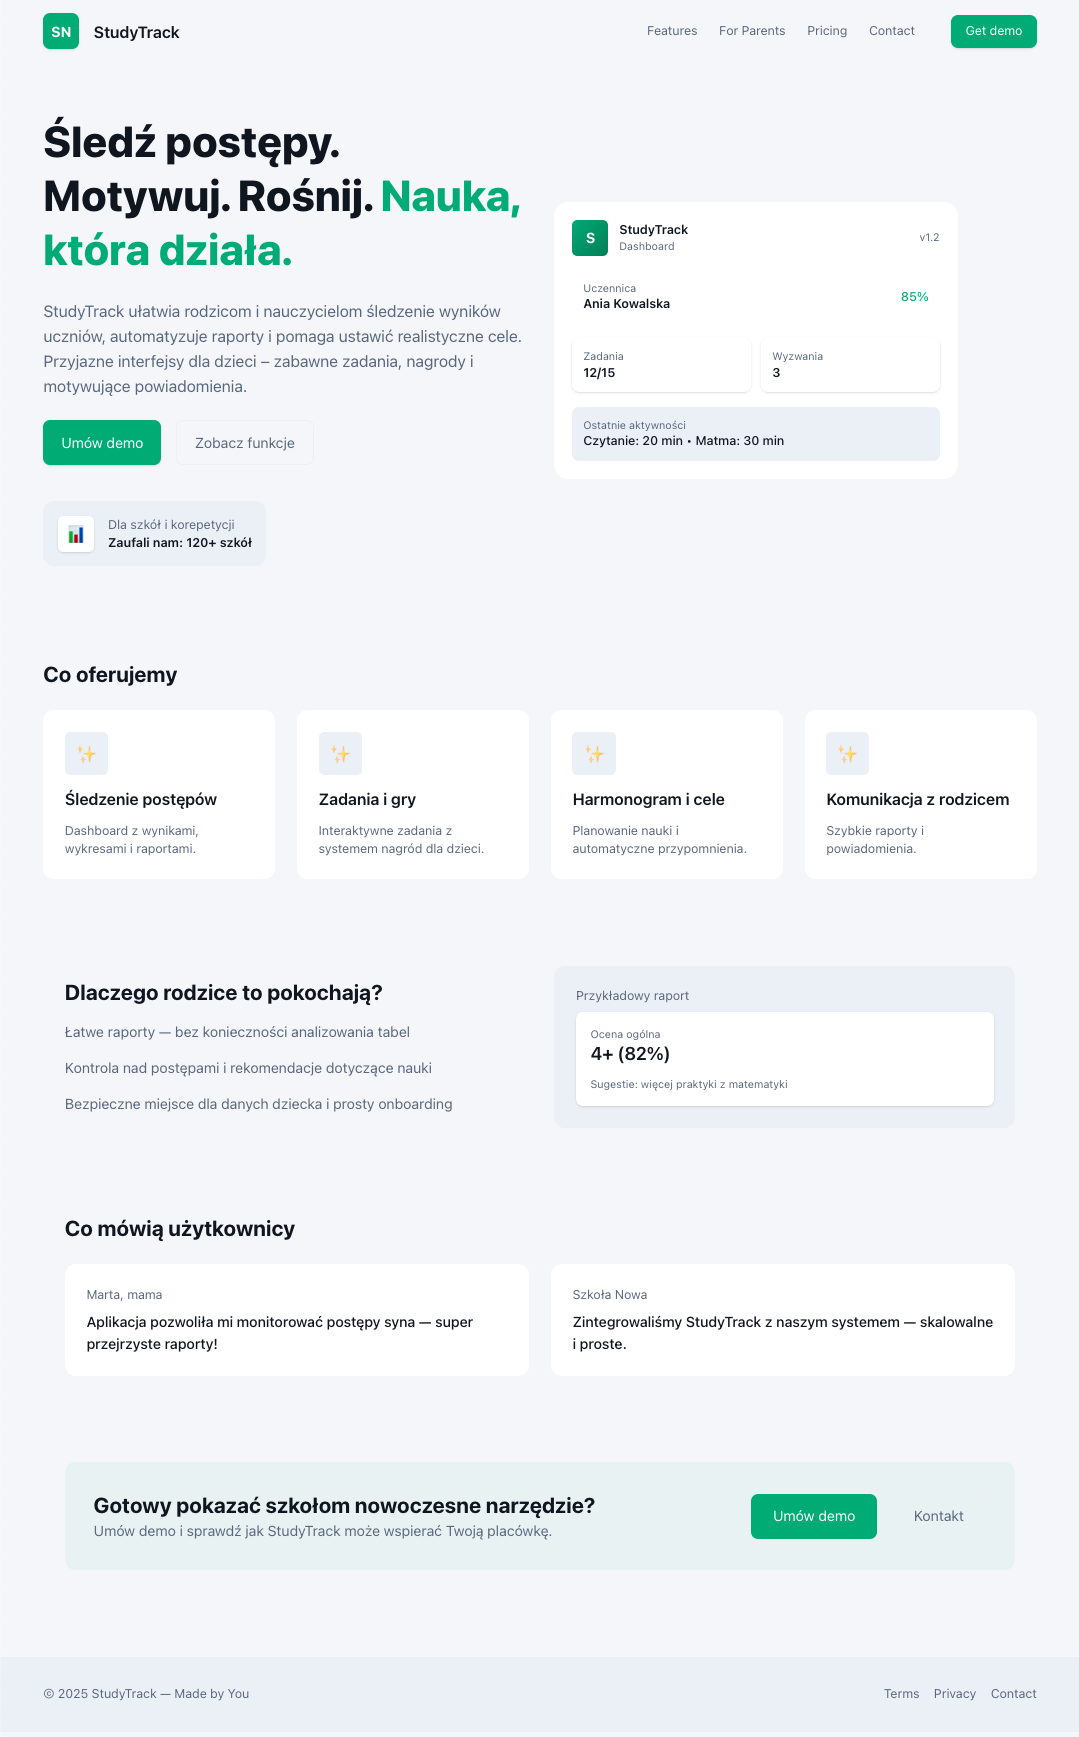 SN
StudyTrack
Features
For Parents
Pricing
Contact
Get demo
Śledź postępy.
Motywuj. Rośnij. Nauka,
która działa.
StudyTrack ułatwia rodzicom i nauczycielom śledzenie wyników
uczniów, automatyzuje raporty i pomaga ustawić realistyczne cele.
Przyjazne interfejsy dla dzieci – zabawne zadania, nagrody i
motywujące powiadomienia.
Umów demo
Zobacz funkcje
Dla szkół i korepetycji
Zaufali nam: 120+ szkół
S
StudyTrack
Dashboard
v1.2
Uczennica
Ania Kowalska
85%
Zadania
12/15
Wyzwania
3
Ostatnie aktywności
Czytanie: 20 min • Matma: 30 min
Co oferujemy
Śledzenie postępów
Dashboard z wynikami,
wykresami i raportami.
Zadania i gry
Interaktywne zadania z
systemem nagród dla dzieci.
Harmonogram i cele
Planowanie nauki i
automatyczne przypomnienia.
Komunikacja z rodzicem
Szybkie raporty i
powiadomienia.
Dlaczego rodzice to pokochają?
Łatwe raporty — bez konieczności analizowania tabel
Kontrola nad postępami i rekomendacje dotyczące nauki
Bezpieczne miejsce dla danych dziecka i prosty onboarding
Przykładowy raport
Ocena ogólna
4+ (82%)
Sugestie: więcej praktyki z matematyki
Co mówią użytkownicy
Marta, mama
Aplikacja pozwoliła mi monitorować postępy syna — super
przejrzyste raporty!
Szkoła Nowa
Zintegrowaliśmy StudyTrack z naszym systemem — skalowalne
i proste.
Gotowy pokazać szkołom nowoczesne narzędzie?
Umów demo i sprawdź jak StudyTrack może wspierać Twoją placówkę.
Umów demo
Kontakt
© 2025 StudyTrack — Made by You
Terms
Privacy
Contact